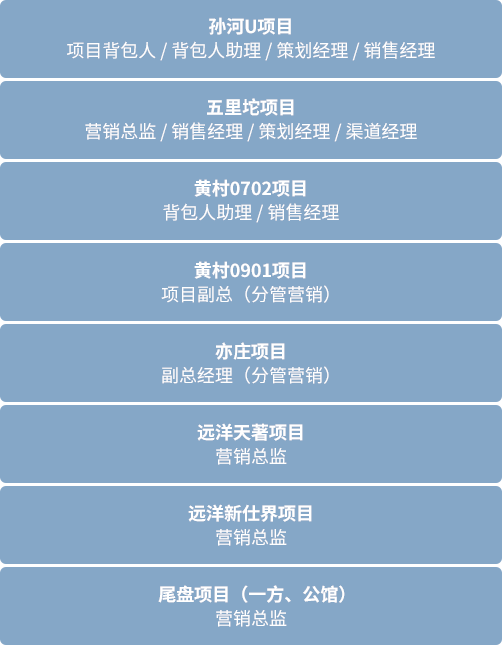 孙河U项目
项目背包人 / 背包人助理 / 策划经理 / 销售经理
五里坨项目
营销总监 / 销售经理 / 策划经理 / 渠道经理
黄村0702项目
背包人助理 / 销售经理
黄村0901项目
项目副总（分管营销）
亦庄项目
副总经理（分管营销）
远洋天著项目
营销总监
远洋新仕界项目
营销总监
尾盘项目（一方、公馆）
营销总监